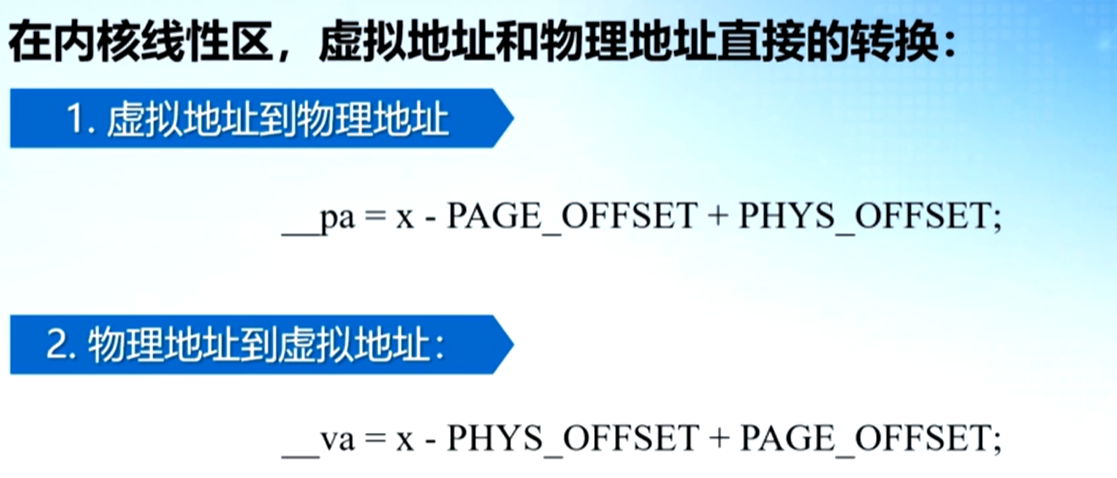 在内核线性区，虚拟地址和物理地址直接的转换：
1. 虚拟地址到物理地址
__pa = x - PAGE_OFFSET + PHYS_OFFSET;
2. 物理地址到虚拟地址：
__va = x - PHYS_OFFSET + PAGE_OFFSET;